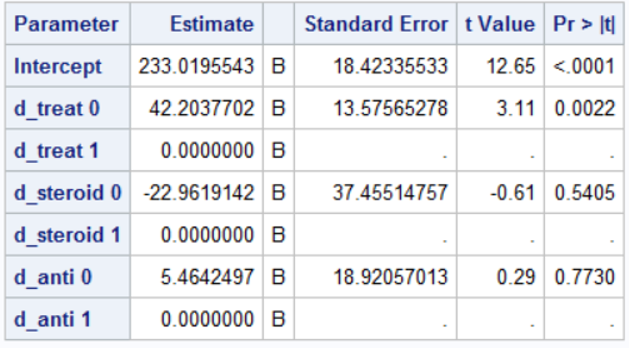 Parameter Estimate Standard Error t Value Pr > |t|
Intercept 233.0195543 B 18.42335533 12.65 <.0001
d_treat 0 42.2037702 B 13.57565278 3.11 0.0022
d_treat 1 0.0000000 B . . .
d_steroid 0 -22.9619142 B 37.45514757 -0.61 0.5405
d_steroid 1 0.0000000 B . . .
d_anti 0 5.4642497 B 18.92057013 0.29 0.7730
d_anti 1 0.0000000 B . . .